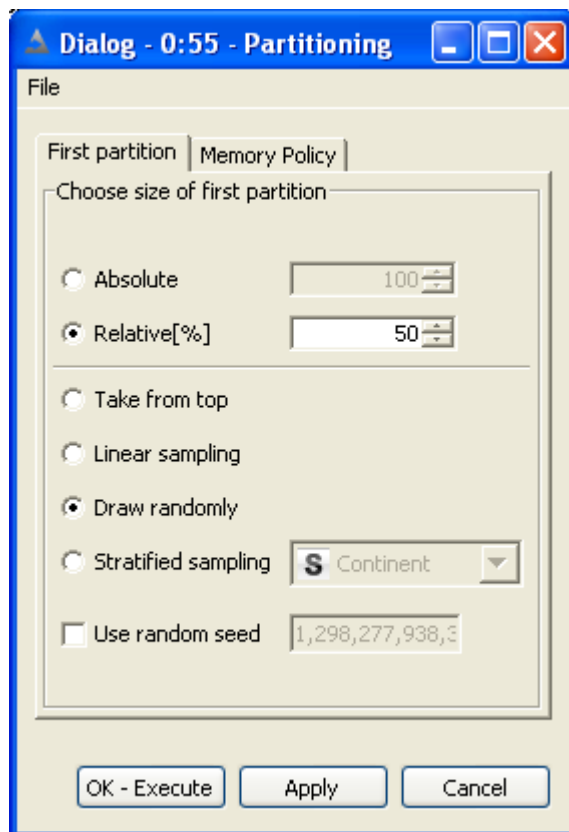 Dialog - 0:55 - Partitioning
File
First partition Memory Policy
Choose size of first partition
Absolute 100
Relative[%] 50
Take from top
Linear sampling
Draw randomly
Stratified sampling S Continent
Use random seed 1,298,277,938,3
OK - Execute Apply Cancel